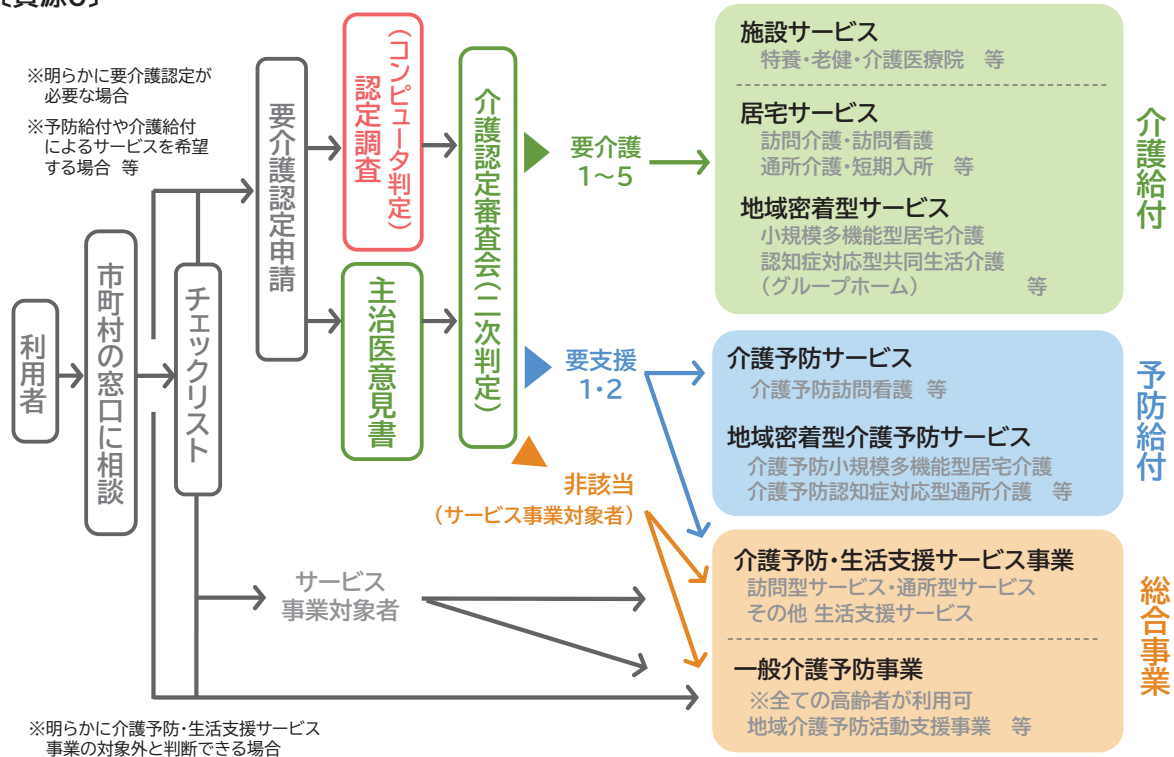 〔資源6〕
※明らかに要介護認定が
必要な場合
※予防給付や介護給付
によるサービスを希望
する場合 等
利用者
市町村の窓口に相談
チェックリスト
要介護認定申請
認定調査
(コンピュータ判定)
主治医意見書
介護認定審査会(二次判定)
要介護
1〜5
要支援
1・2
非該当
(サービス事業対象者)
サービス
事業対象者
※明らかに介護予防・生活支援サービス
事業の対象外と判断できる場合
施設サービス
特養・老健・介護医療院 等
居宅サービス
訪問介護・訪問看護
通所介護・短期入所 等
地域密着型サービス
小規模多機能型居宅介護
認知症対応型共同生活介護
(グループホーム) 等
介護給付
介護予防サービス
介護予防訪問看護 等
地域密着型介護予防サービス
介護予防小規模多機能型居宅介護
介護予防認知症対応型通所介護 等
予防給付
介護予防・生活支援サービス事業
訪問型サービス・通所型サービス
その他 生活支援サービス
一般介護予防事業
※全ての高齢者が利用可
地域介護予防活動支援事業 等
総合事業